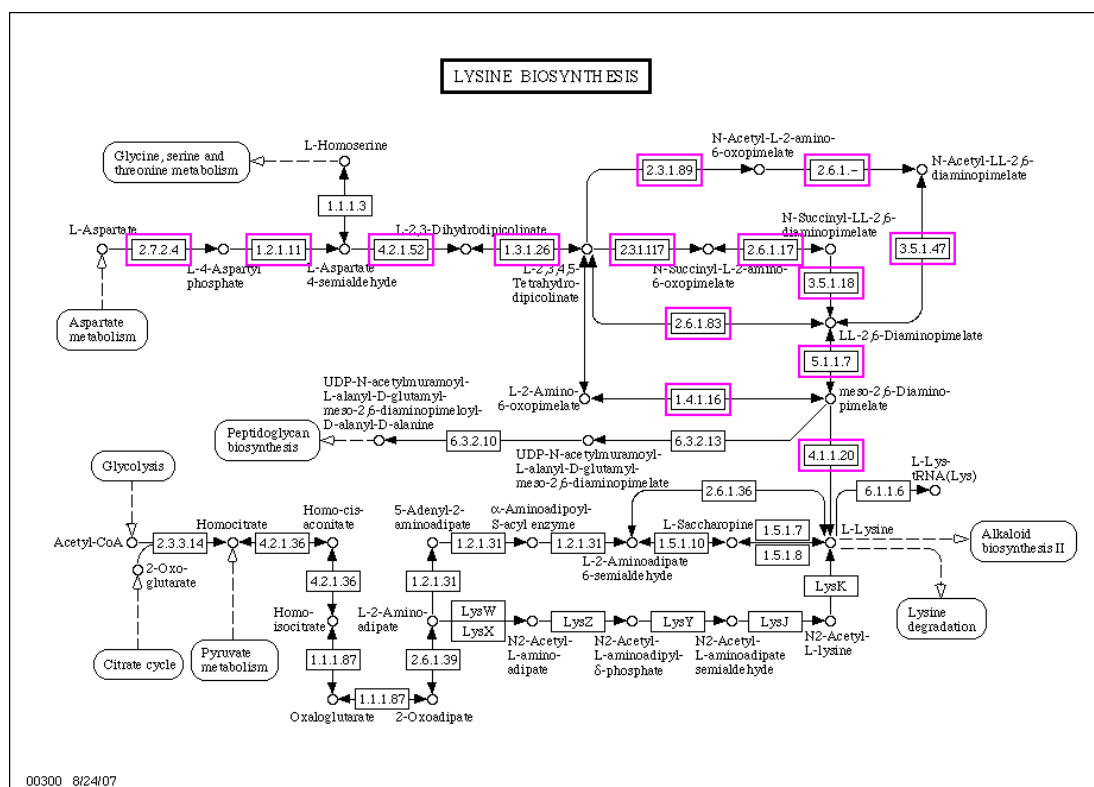 LYSINE BIOSYNTHESIS
Glycine, serine and
threonine metabolism
L-Homoserine
1.1.1.3
N-Acetyl-L-2-amino-
6-oxopimelate
2.3.1.89
2.6.1.-
N-Acetyl-LL-2,6-
diaminopimelate
L-Aspartate
2.7.2.4
L-4-Aspartyl
phosphate
1.2.1.11
L-Aspartate
4-semialdehyde
4.2.1.52
L-2,3-Dihydrodipicolinate
1.3.1.26
L-2,3,4,5-
Tetrahydro-
dipicolinate
2.3.1.117
N-Succinyl-L-2-amino-
6-oxopimelate
2.6.1.17
N-Succinyl-LL-2,6-
diaminopimelate
3.5.1.47
3.5.1.18
Aspartate
metabolism
2.6.1.83
LL-2,6-Diaminopimelate
5.1.1.7
L-2-Amino-
6-oxopimelate
1.4.1.16
meso-2,6-Diamino-
pimelate
UDP-N-acetylmuramoyl-
L-alanyl-D-glutamyl-
meso-2,6-diaminopimeloyl-
D-alanyl-D-alanine
Peptidoglycan
biosynthesis
6.3.2.10
6.3.2.13
UDP-N-acetylmuramoyl-
L-alanyl-D-glutamyl-
meso-2,6-diaminopimelate
4.1.1.20
Glycolysis
L-Lys-
tRNA(Lys)
6.1.1.6
2.6.1.36
Acetyl-CoA
2.3.3.14
Homocitrate
4.2.1.36
Homo-cis-
aconitate
5-Adenyl-2-
aminoadipate
1.2.1.31
α-Aminoadipoyl-
S-acyl enzyme
1.2.1.31
L-2-Aminoadipate
6-semialdehyde
1.5.1.10
L-Saccharopine
1.5.1.7
1.5.1.8
L-Lysine
Alkaloid
biosynthesis II
2-Oxo-
glutarate
4.2.1.36
1.2.1.31
LysK
Lysine
degradation
Homo-
isocitrate
L-2-Amino-
adipate
LysW
LysX
N2-Acetyl-
L-amino-
adipate
LysZ
N2-Acetyl-
L-aminoadipyl-
δ-phosphate
LysY
N2-Acetyl-
L-aminoadipate
semialdehyde
LysJ
N2-Acetyl-
L-lysine
Citrate cycle
Pyruvate
metabolism
1.1.1.87
2.6.1.39
1.1.1.87
Oxaloglutarate
2-Oxoadipate
00300 8/24/07